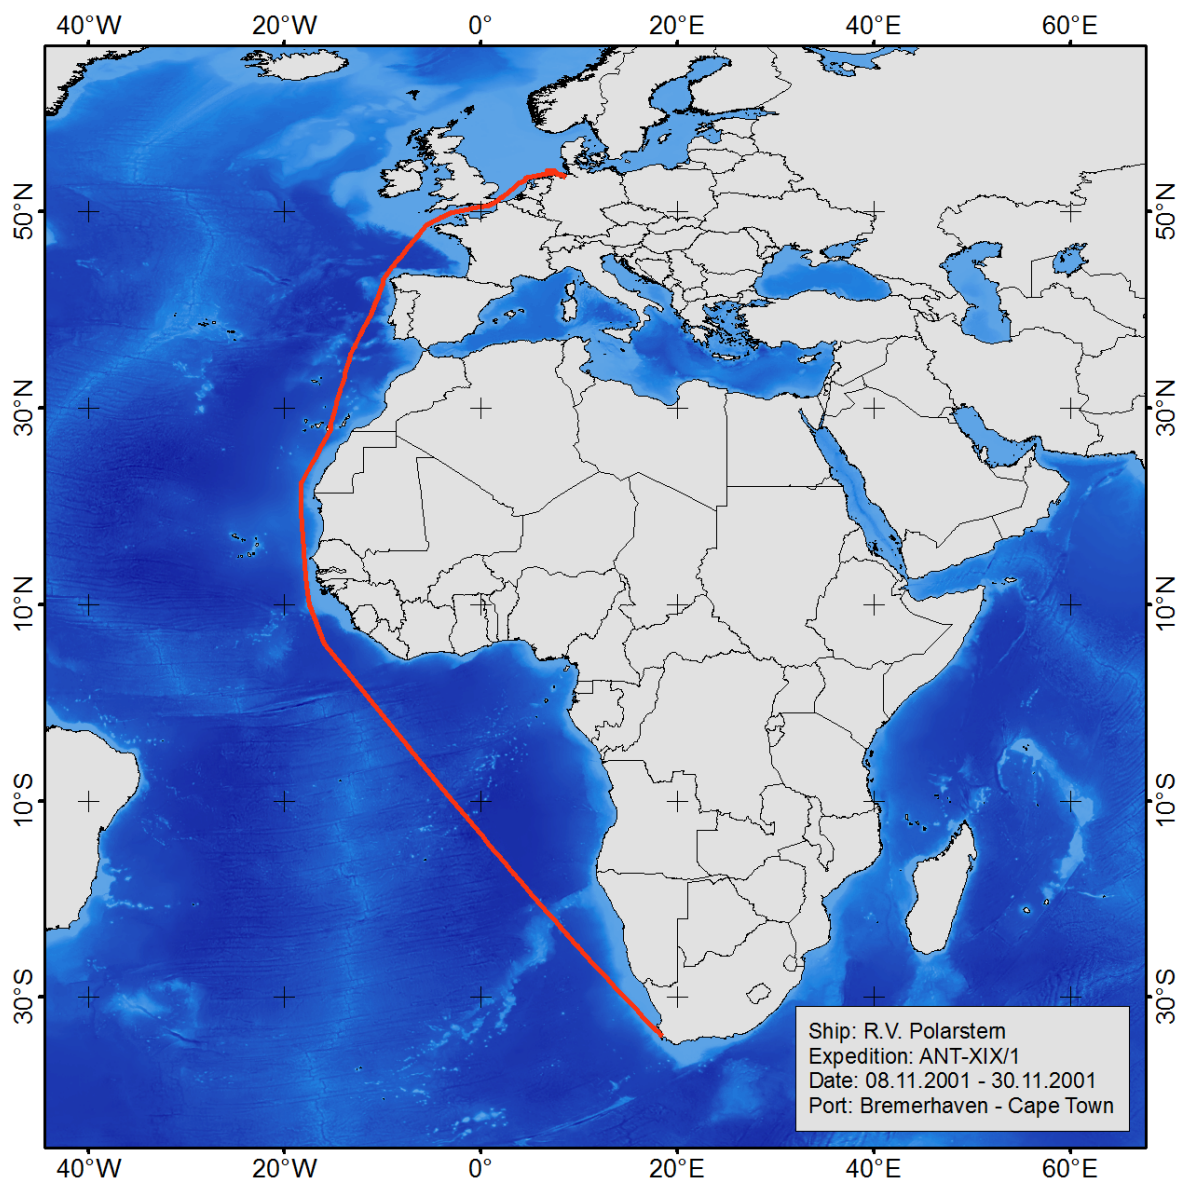 40°W 20°W 0° 20°E 40°E 60°E
50°N 50°N
30°N 30°N
10°N 10°N
10°S 10°S
30°S 30°S
Ship: R.V. Polarstern
Expedition: ANT-XIX/1
Date: 08.11.2001 - 30.11.2001
Port: Bremerhaven - Cape Town
40°W 20°W 0° 20°E 40°E 60°E